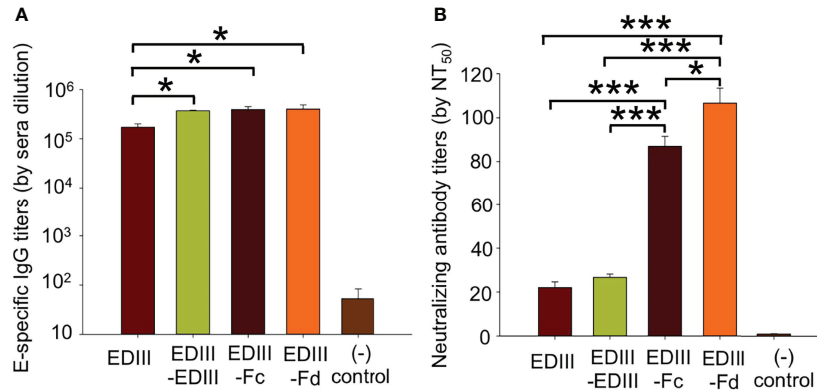 A
E-specific IgG titers (by sera dilution)
10⁶
10⁵
10⁴
10³
10²
10
*
*
*
EDIII
EDIII
-EDIII
EDIII
-Fc
EDIII
-Fd
(-)
control
B
Neutralizing antibody titers (by NT₅₀)
120
100
80
60
40
20
0
***
***
*
***
***
EDIII
EDIII
-EDIII
EDIII
-Fc
EDIII
-Fd
(-)
control